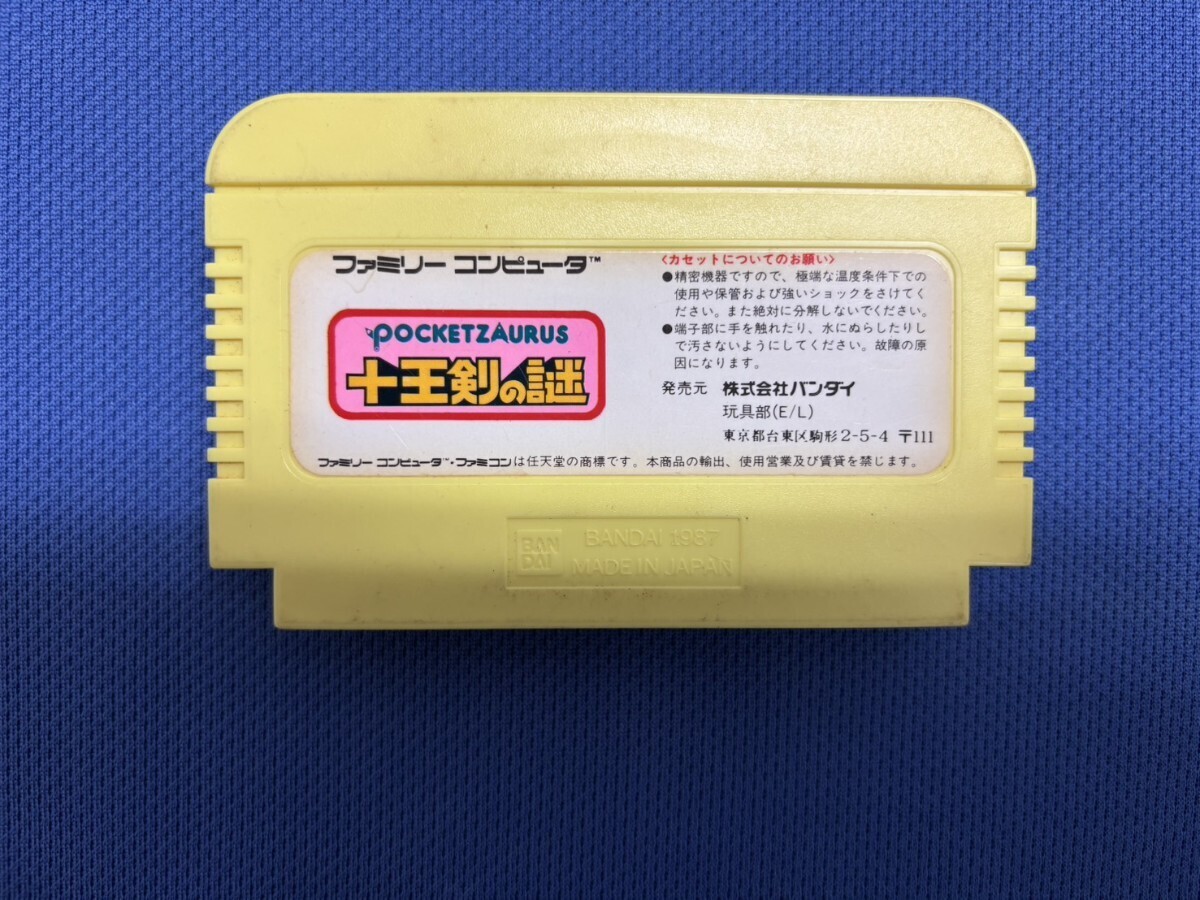 ファミリー コンピュータ™
POCKETZAURUS
十王剣の謎
〈カセットについてのお願い〉
●精密機器ですので、極端な温度条件下での
使用や保管および強いショックをさけてく
ださい。また絶対に分解しないでください。
●端子部に手を触れたり、水にぬらしたりし
て汚さないようにしてください。故障の原
因になります。
発売元 株式会社バンダイ
玩具部(E/L)
東京都台東区駒形2-5-4 〒111
ファミリー コンピュータ™・ファミコンは任天堂の商標です。本商品の輸出、使用営業及び賃貸を禁じます。
BAN
DAI
BANDAI 1987
MADE IN JAPAN